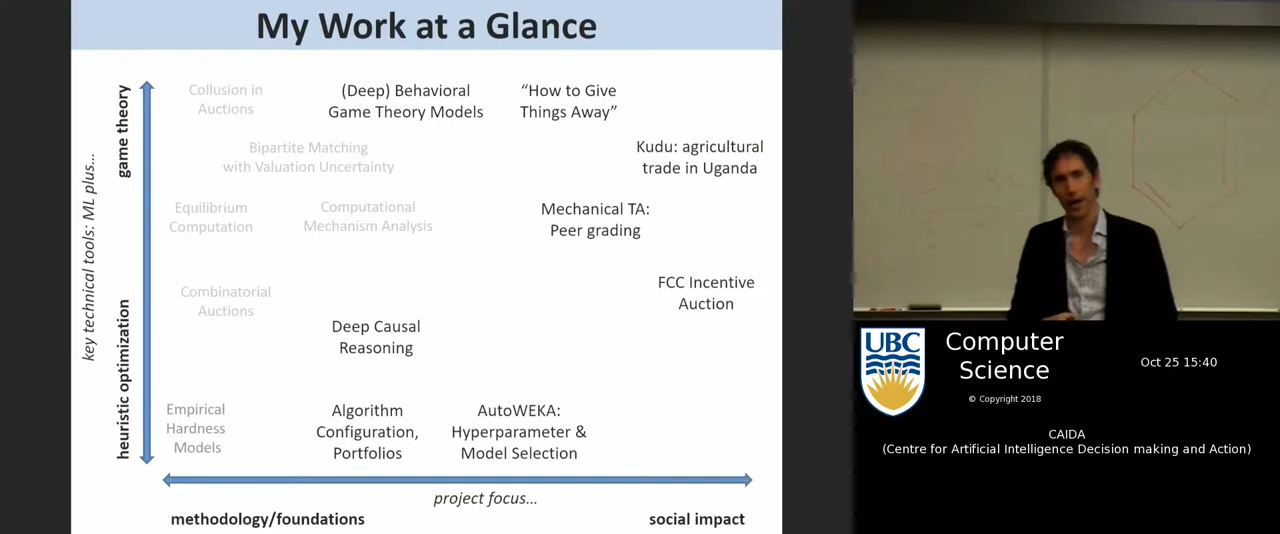 My Work at a Glance
key technical tools: ML plus...
game theory
heuristic optimization
Collusion in
Auctions
(Deep) Behavioral
Game Theory Models
“How to Give
Things Away”
Bipartite Matching
with Valuation Uncertainty
Kudu: agricultural
trade in Uganda
Equilibrium
Computation
Computational
Mechanism Analysis
Mechanical TA:
Peer grading
Combinatorial
Auctions
FCC Incentive
Auction
Deep Causal
Reasoning
Empirical
Hardness
Models
Algorithm
Configuration,
Portfolios
AutoWEKA:
Hyperparameter &
Model Selection
project focus...
methodology/foundations
social impact
UBC
Computer
Science
Oct 25 15:40
© Copyright 2018
CAIDA
(Centre for Artificial Intelligence Decision making and Action)